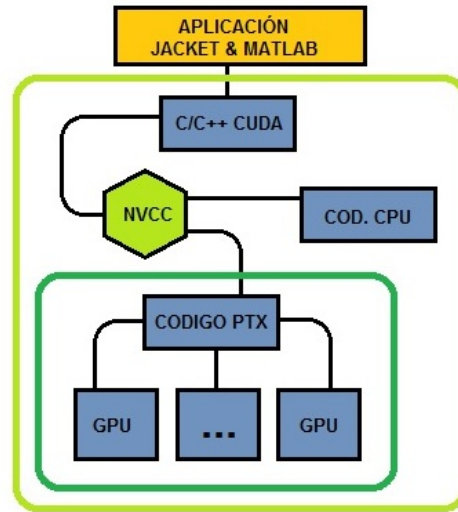 APLICACIÓN
JACKET & MATLAB
C/C++ CUDA
NVCC
COD. CPU
CODIGO PTX
GPU
...
GPU